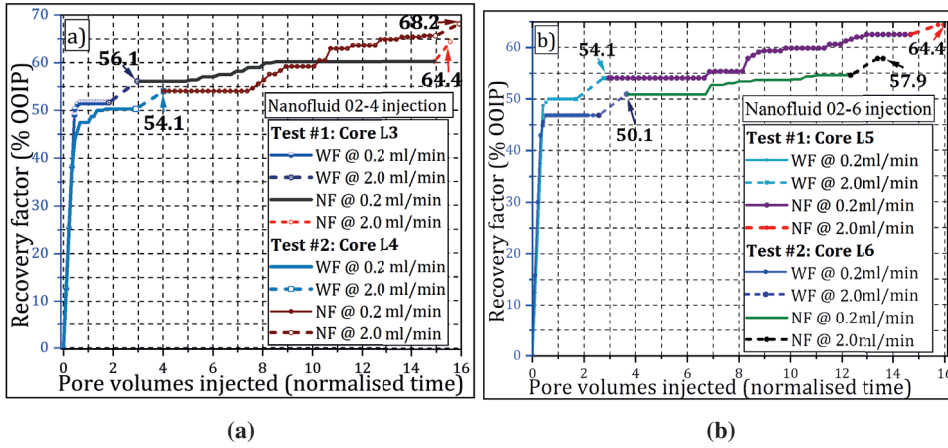 a)
Recovery factor (% OOIP)
70
60
50
40
30
20
10
0
56.1
54.1
68.2
64.4
Nanofluid 02-4 injection
Test #1: Core L3
WF @ 0.2 ml/min
WF @ 2.0 ml/min
NF @ 0.2 ml/min
NF @ 2.0 ml/min
Test #2: Core L4
WF @ 0.2 ml/min
WF @ 2.0 ml/min
NF @ 0.2 ml/min
NF @ 2.0 ml/min
0 2 4 6 8 10 12 14 16
Pore volumes injected (normalised time)
(a)
b)
Recovery factor (% OOIP)
60
50
40
30
20
10
0
54.1
50.1
64.4
57.9
Nanofluid 02-6 injection
Test #1: Core L5
WF @ 0.2ml/min
WF @ 2.0ml/min
NF @ 0.2ml/min
NF @ 2.0ml/min
Test #2: Core L6
WF @ 0.2ml/min
WF @ 2.0ml/min
NF @ 0.2ml/min
NF @ 2.0ml/min
0 2 4 6 8 10 12 14 16
Pore volumes injected (normalised time)
(b)